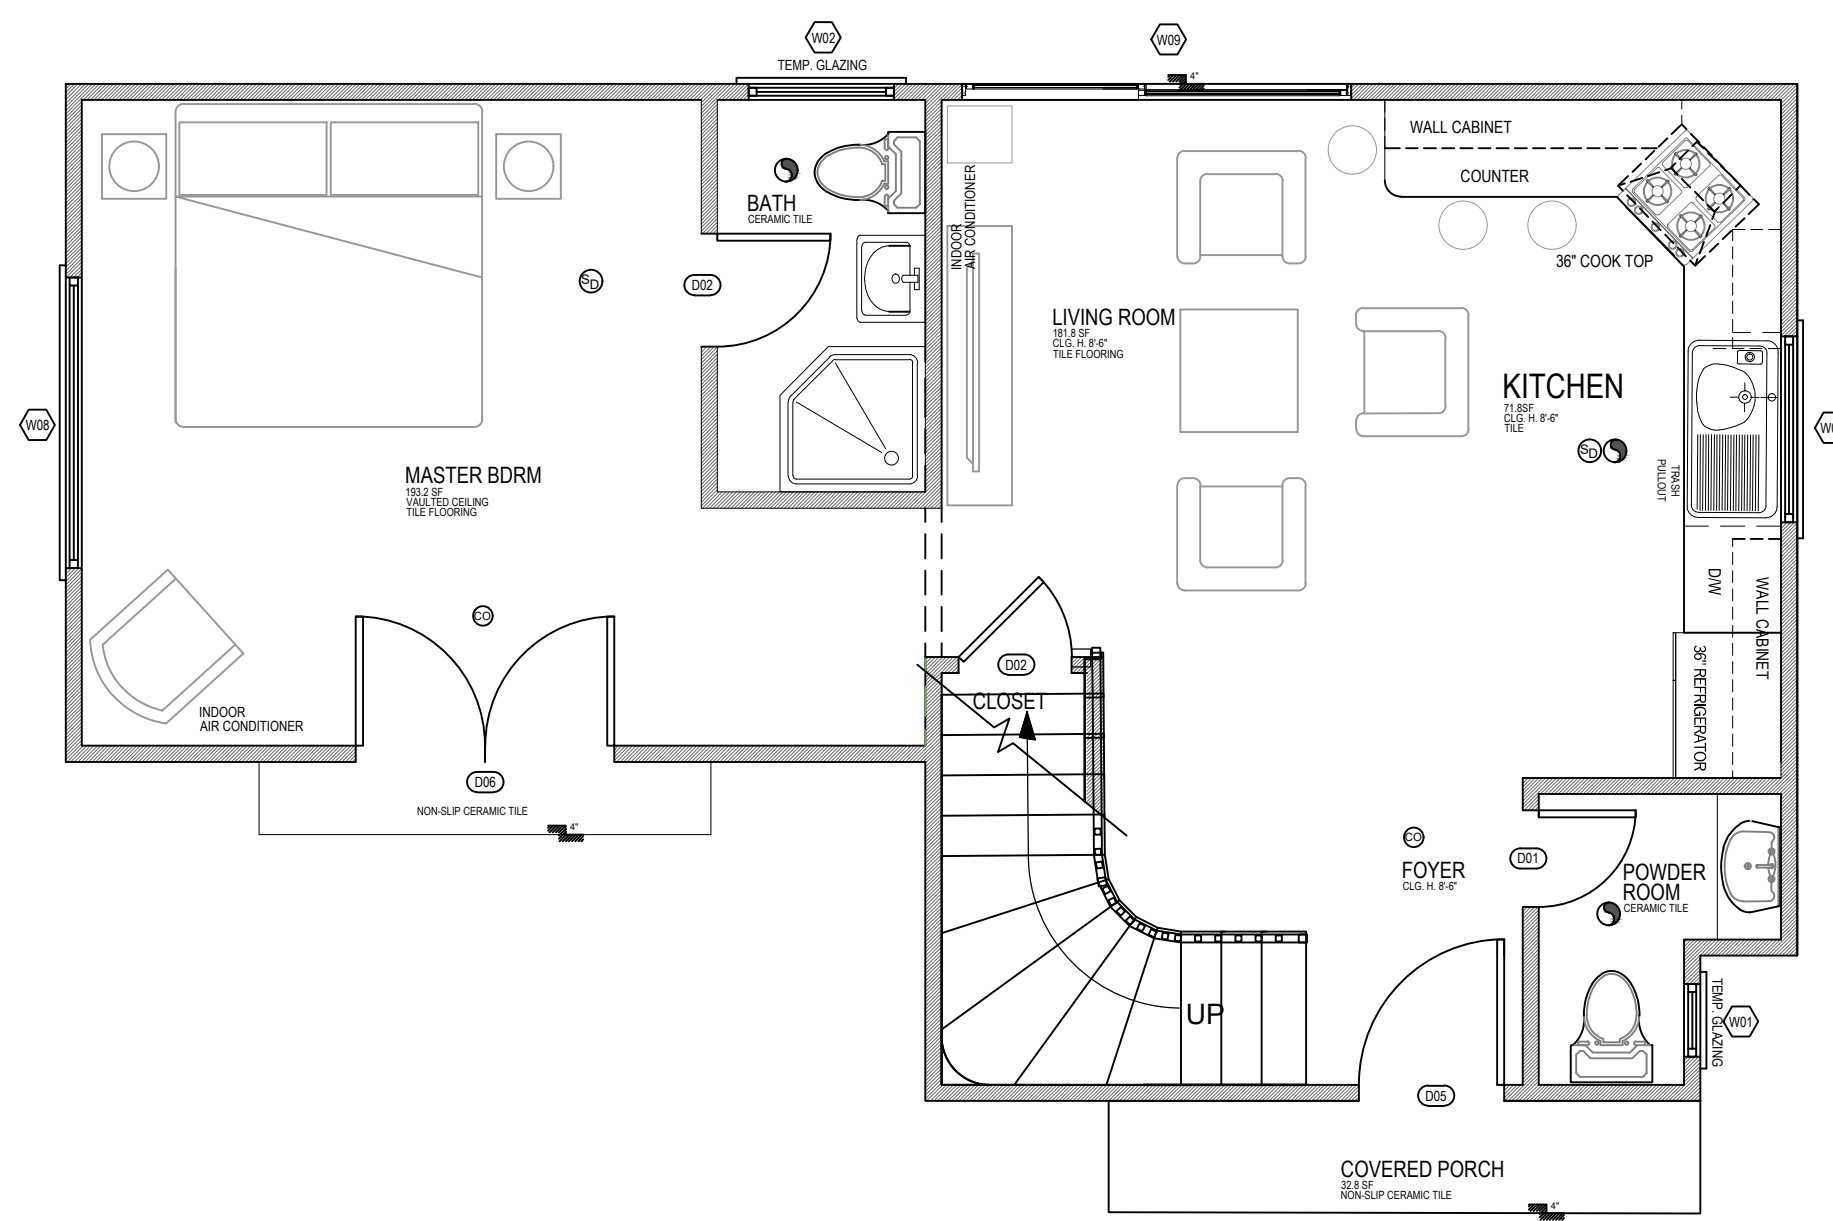 W02
W09
TEMP. GLAZING
4"
WALL CABINET
COUNTER
BATH
CERAMIC TILE
INDOOR
AIR CONDITIONER
36" COOK TOP
SD
D02
LIVING ROOM
181.8 SF
CLG. H. 8'-6"
TILE FLOORING
KITCHEN
71.8SF
CLG. H. 8'-6"
TILE
W08
SD
TRASH
PULLOUT
MASTER BDRM
193.2 SF
VAULTED CEILING
TILE FLOORING
D/W
WALL CABINET
CO
D02
36" REFRIGERATOR
CLOSET
INDOOR
AIR CONDITIONER
D06
NON-SLIP CERAMIC TILE
4"
CO
FOYER
CLG. H. 8'-6"
D01
POWDER
ROOM
CERAMIC TILE
UP
TEMP. GLAZING
W01
D05
COVERED PORCH
32.8 SF
NON-SLIP CERAMIC TILE
4"